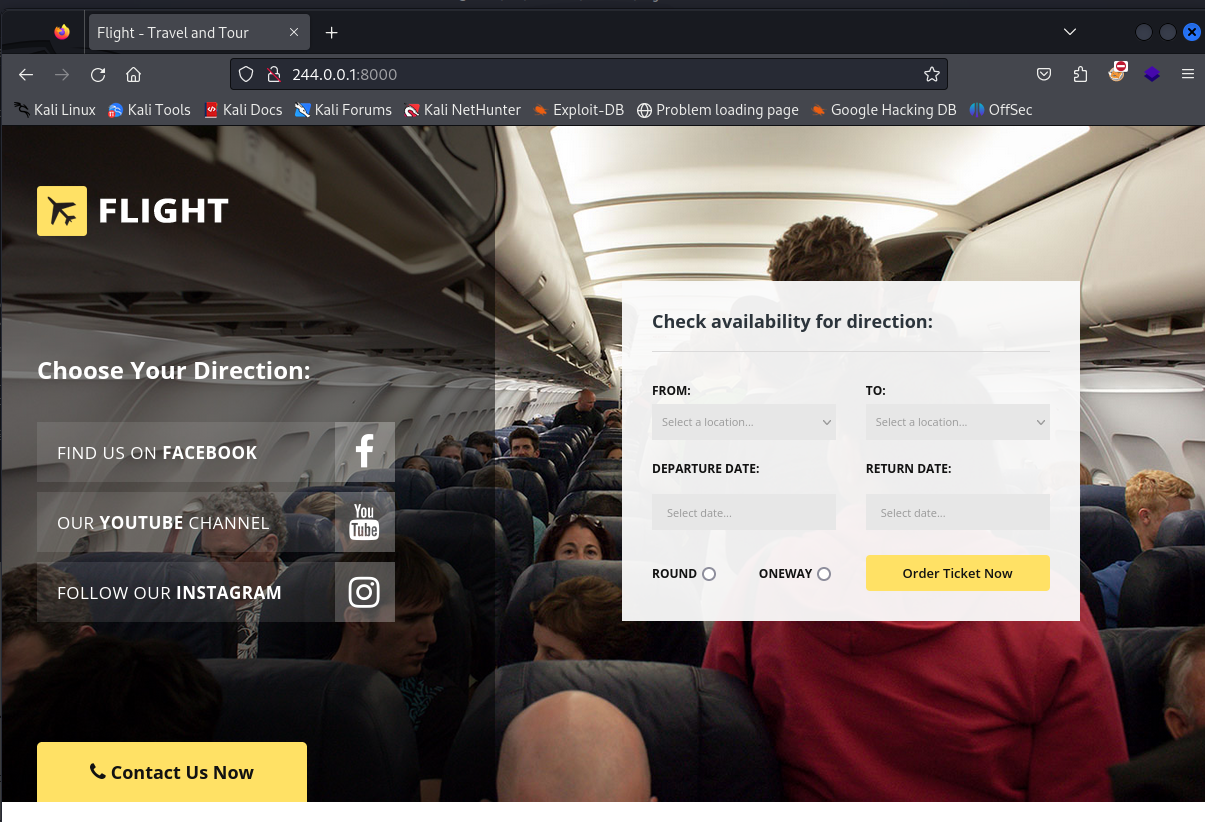 Flight - Travel and Tour
244.0.0.1:8000
Kali Linux Kali Tools Kali Docs Kali Forums Kali NetHunter Exploit-DB Problem loading page Google Hacking DB OffSec
FLIGHT
Choose Your Direction:
FIND US ON FACEBOOK
OUR YOUTUBE CHANNEL
You
Tube
FOLLOW OUR INSTAGRAM
Contact Us Now
Check availability for direction:
FROM: TO:
Select a location... Select a location...
DEPARTURE DATE: RETURN DATE:
Select date... Select date...
ROUND ONEWAY Order Ticket Now